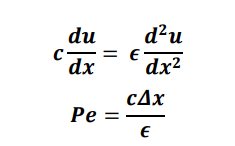 c du/dx = ϵ d²u/dx²
Pe = cΔx/ϵ